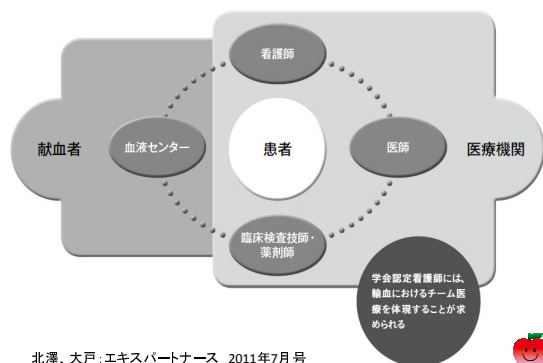 看護師
献血者
血液センター
患者
医師
医療機関
臨床検査技師・
薬剤師
学会認定看護師には、
輸血におけるチーム医
療を体現することが求
められる
北澤、大戸：エキスパートナース 2011年7月号